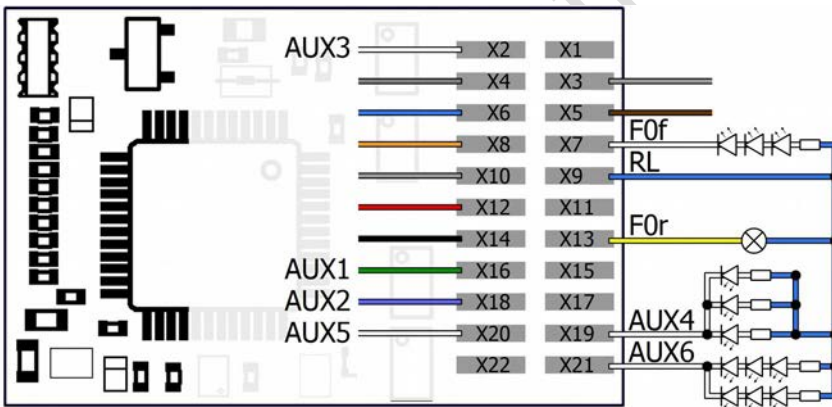 AUX3 X2 X1
X4 X3
X6 X5
X8 X7 F0f
X10 X9 RL
X12 X11
X14 X13 F0r
AUX1 X16 X15
AUX2 X18 X17
AUX5 X20 X19 AUX4
X22 X21 AUX6